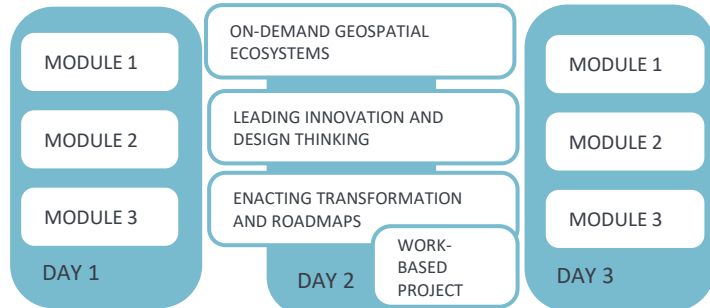 MODULE 1
MODULE 2
MODULE 3
DAY 1
ON-DEMAND GEOSPATIAL
ECOSYSTEMS
LEADING INNOVATION AND
DESIGN THINKING
ENACTING TRANSFORMATION
AND ROADMAPS
WORK-
BASED
PROJECT
DAY 2
MODULE 1
MODULE 2
MODULE 3
DAY 3